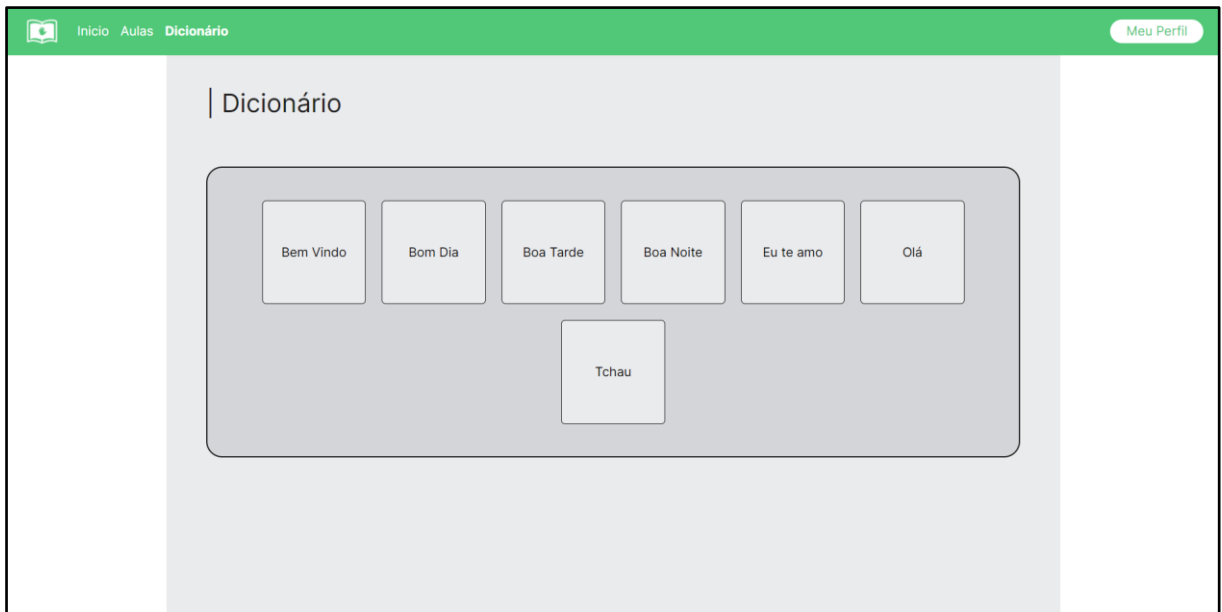 Inicio Aulas Dicionário Meu Perfil
Dicionário
Bem Vindo Bom Dia Boa Tarde Boa Noite Eu te amo Olá
Tchau